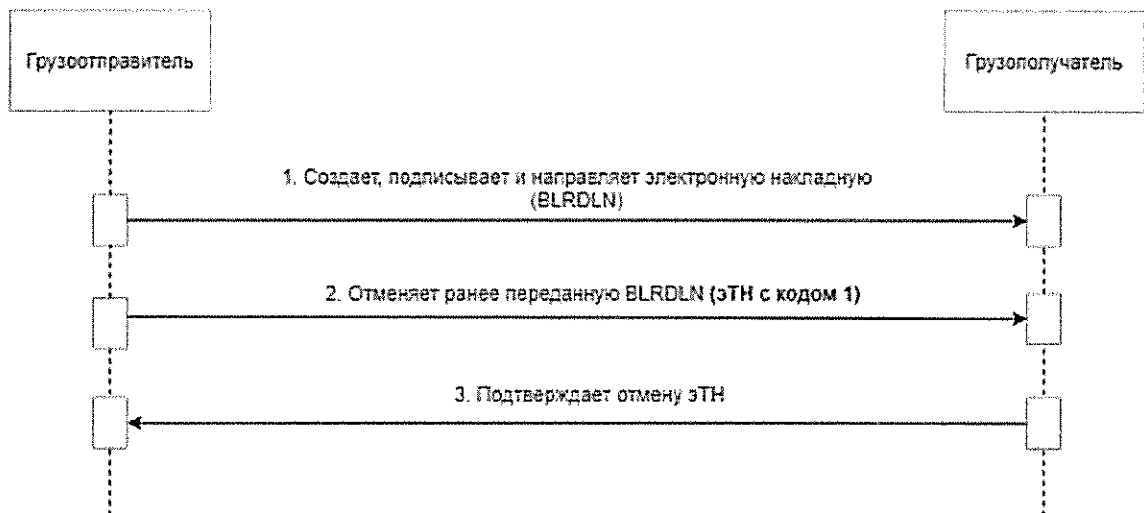 Грузоотправитель
Грузополучатель
1. Создает, подписывает и направляет электронную накладную
(BLRDLN)
2. Отменяет ранее переданную BLRDLN (эТН с кодом 1)
3. Подтверждает отмену эТН